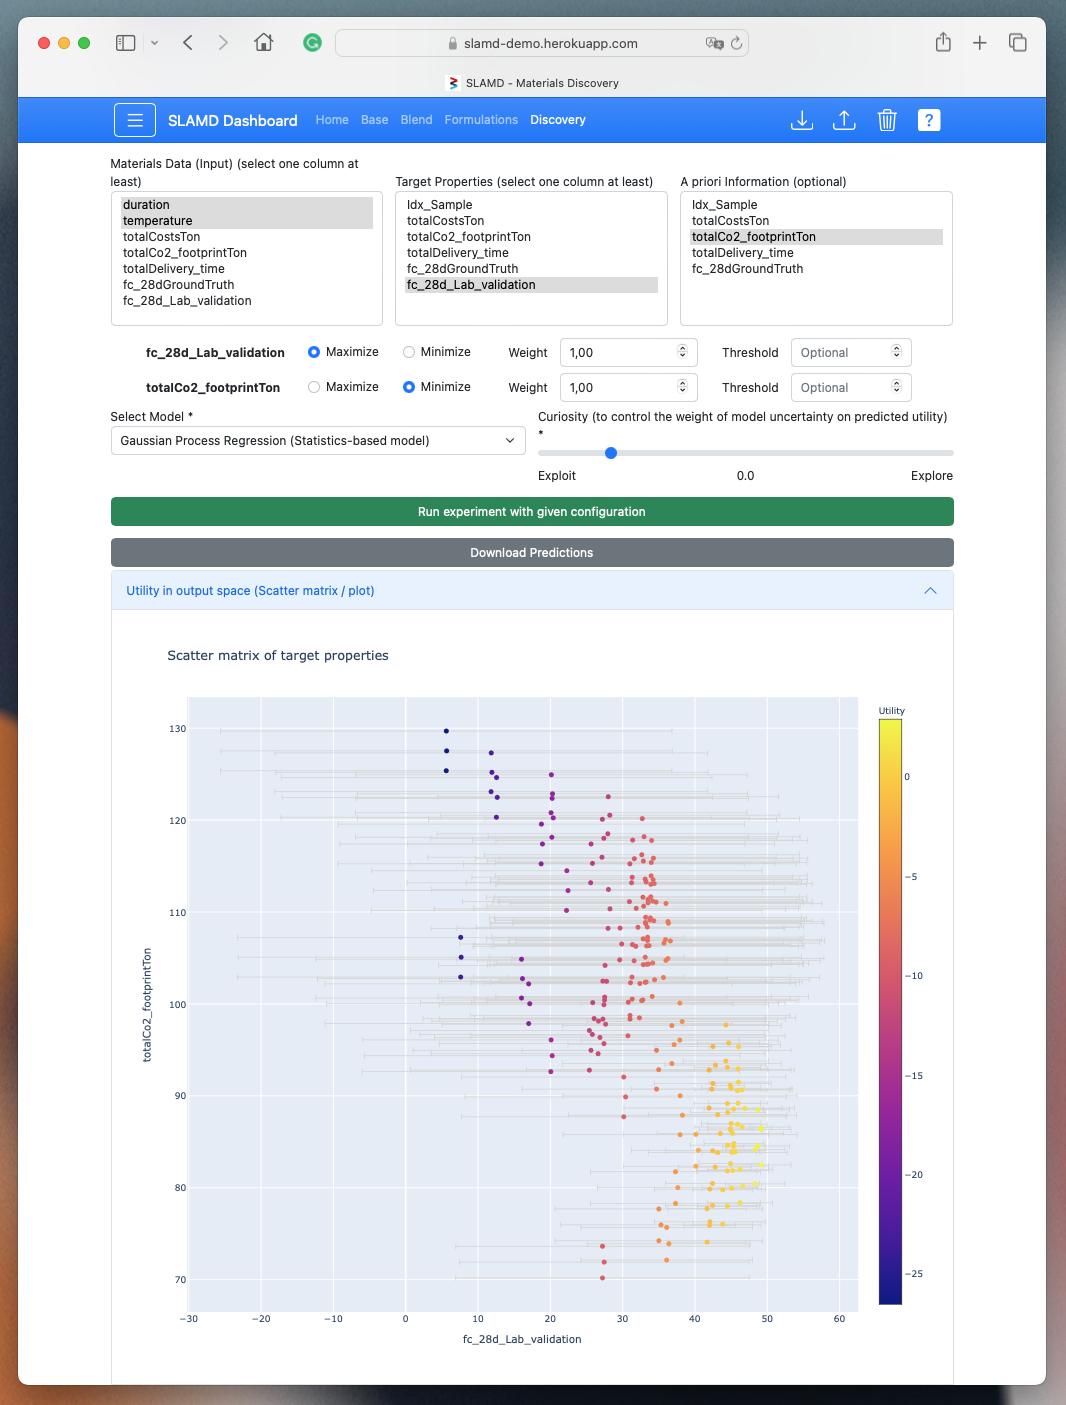 slamd-demo.herokuapp.com
SLAMD - Materials Discovery
SLAMD Dashboard Home Base Blend Formulations Discovery ?
Materials Data (Input) (select one column at
least)
Target Properties (select one column at least)
A priori Information (optional)
duration
temperature
totalCostsTon
totalCo2_footprintTon
totalDelivery_time
fc_28dGroundTruth
fc_28d_Lab_validation
Idx_Sample
totalCostsTon
totalCo2_footprintTon
totalDelivery_time
fc_28dGroundTruth
fc_28d_Lab_validation
Idx_Sample
totalCostsTon
totalCo2_footprintTon
totalDelivery_time
fc_28dGroundTruth
fc_28d_Lab_validation Maximize Minimize Weight 1,00 Threshold Optional
totalCo2_footprintTon Maximize Minimize Weight 1,00 Threshold Optional
Select Model *
Gaussian Process Regression (Statistics-based model)
Curiosity (to control the weight of model uncertainty on predicted utility)
*
Exploit 0.0 Explore
Run experiment with given configuration
Download Predictions
Utility in output space (Scatter matrix / plot)
Scatter matrix of target properties
Utility
130
120
110
100
90
80
70
totalCo2_footprintTon
0
−5
−10
−15
−20
−25
−30 −20 −10 0 10 20 30 40 50 60
fc_28d_Lab_validation